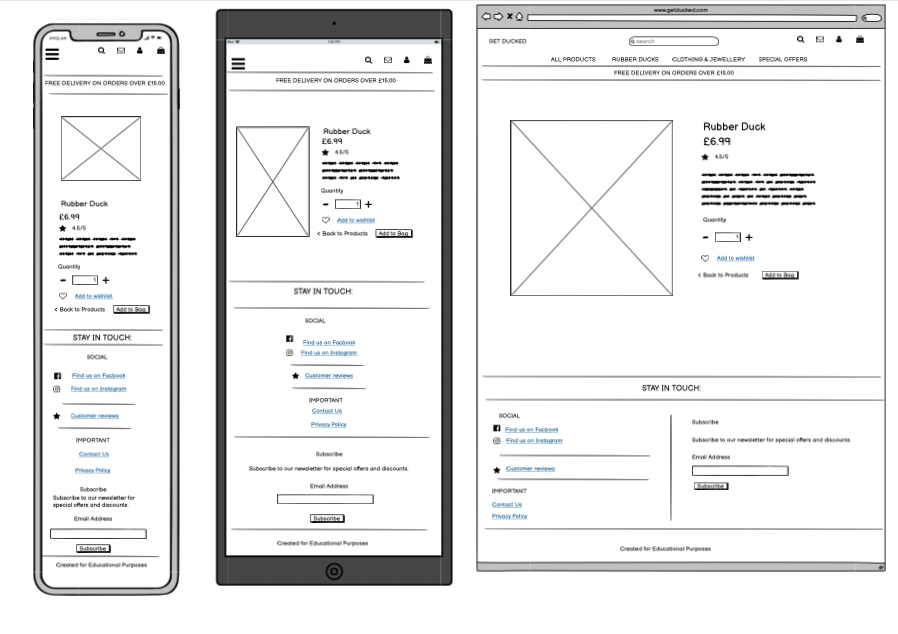 FREE DELIVERY ON ORDERS OVER £15.00
Rubber Duck
£6.99
4.5/5
Quantity
- 1 +
Add to wishlist
< Back to Products Add to Bag
STAY IN TOUCH:
SOCIAL
Find us on Facbook
Find us on Instagram
Customer reviews
IMPORTANT
Contact Us
Privacy Policy
Subscribe
Subscribe to our newsletter for
special offers and discounts.
Email Address
Subscribe
Created for Educational Purposes
FREE DELIVERY ON ORDERS OVER £15.00
Rubber Duck
£6.99
4.5/5
Quantity
- 1 +
Add to wishlist
< Back to Products Add to Bag
STAY IN TOUCH:
SOCIAL
Find us on Facbook
Find us on Instagram
Customer reviews
IMPORTANT
Contact Us
Privacy Policy
Subscribe
Subscribe to our newsletter for special offers and discounts.
Email Address
Subscribe
Created for Educational Purposes
www.getducked.com
GET DUCKED search
ALL PRODUCTS RUBBER DUCKS CLOTHING & JEWELLERY SPECIAL OFFERS
FREE DELIVERY ON ORDERS OVER £15.00
Rubber Duck
£6.99
4.5/5
Quantity
- 1 +
Add to wishlist
< Back to Products Add to Bag
STAY IN TOUCH:
SOCIAL
Find us on Facbook
Find us on Instagram
Customer reviews
IMPORTANT
Contact Us
Privacy Policy
Subscribe
Subscribe to our newsletter for special offers and discounts.
Email Address
Subscribe
Created for Educational Purposes